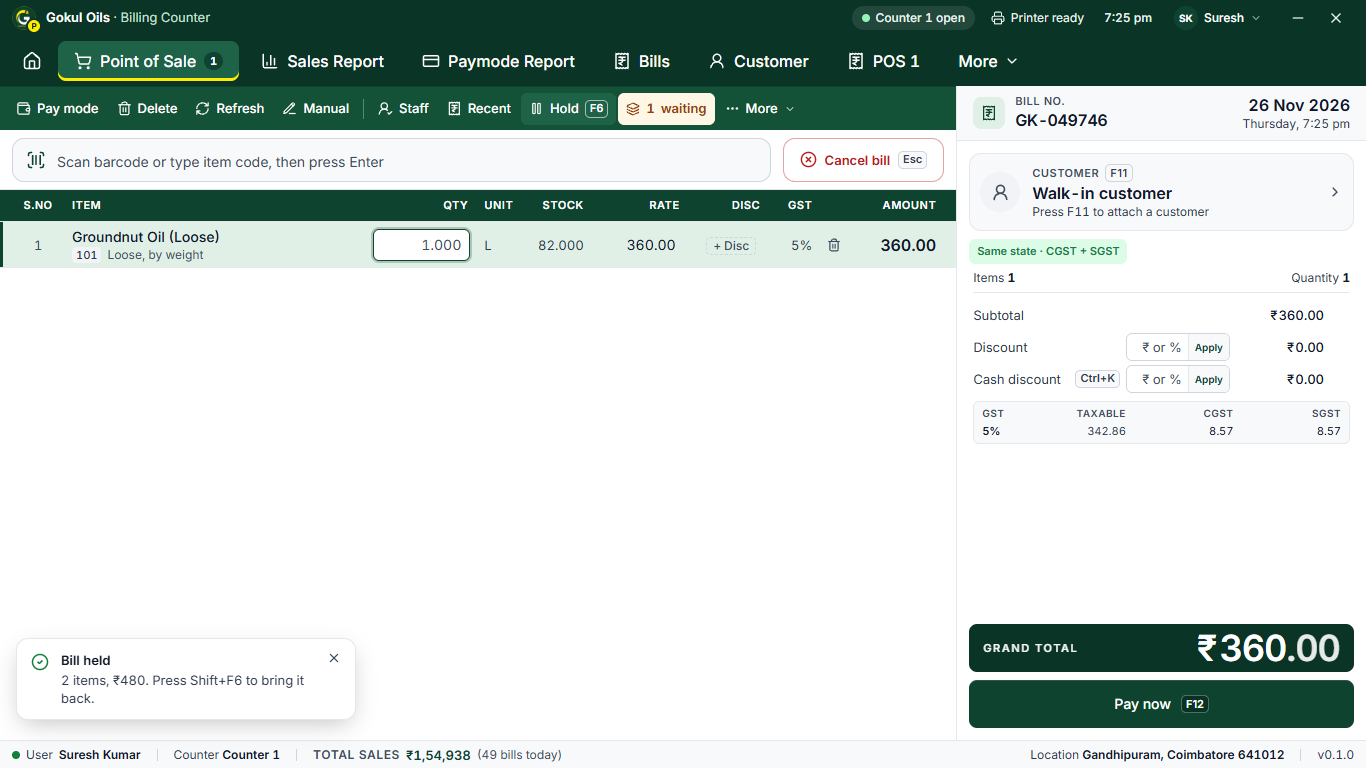 G P Gokul Oils · Billing Counter
Counter 1 open
Printer ready
7:25 pm
SK Suresh
Point of Sale 1
Sales Report
Paymode Report
Bills
Customer
POS 1
More
Pay mode
Delete
Refresh
Manual
Staff
Recent
Hold F6
1 waiting
More
BILL NO.
GK-049746
26 Nov 2026
Thursday, 7:25 pm
Scan barcode or type item code, then press Enter
Cancel bill Esc
S.NO ITEM QTY UNIT STOCK RATE DISC GST AMOUNT
1 Groundnut Oil (Loose) 1.000 L 82.000 360.00 + Disc 5% 360.00
101 Loose, by weight
CUSTOMER F11
Walk-in customer
Press F11 to attach a customer
Same state · CGST + SGST
Items 1 Quantity 1
Subtotal ₹360.00
Discount ₹ or % Apply ₹0.00
Cash discount Ctrl+K ₹ or % Apply ₹0.00
GST TAXABLE CGST SGST
5% 342.86 8.57 8.57
GRAND TOTAL ₹360.00
Pay now F12
Bill held
2 items, ₹480. Press Shift+F6 to bring it
back.
User Suresh Kumar
Counter Counter 1
TOTAL SALES ₹1,54,938 (49 bills today)
Location Gandhipuram, Coimbatore 641012
v0.1.0